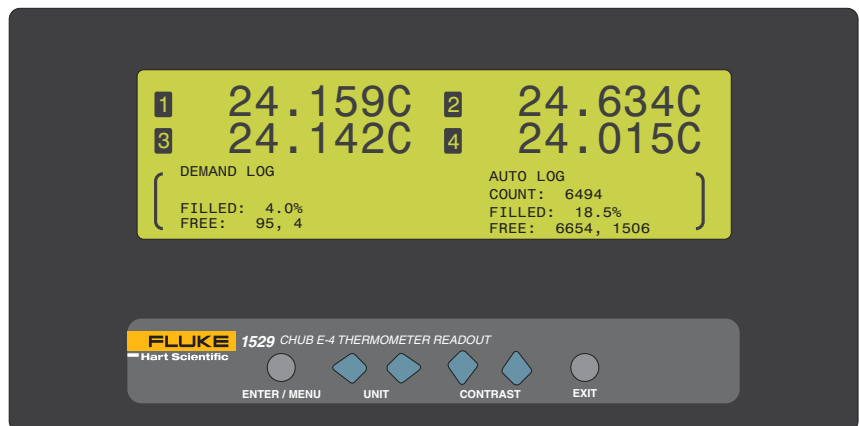 1 24.159C 2 24.634C
3 24.142C 4 24.015C
DEMAND LOG
FILLED: 4.0%
FREE: 95, 4
AUTO LOG
COUNT: 6494
FILLED: 18.5%
FREE: 6654, 1506
FLUKE
Hart Scientific
1529 CHUB E-4 THERMOMETER READOUT
ENTER / MENU UNIT CONTRAST EXIT